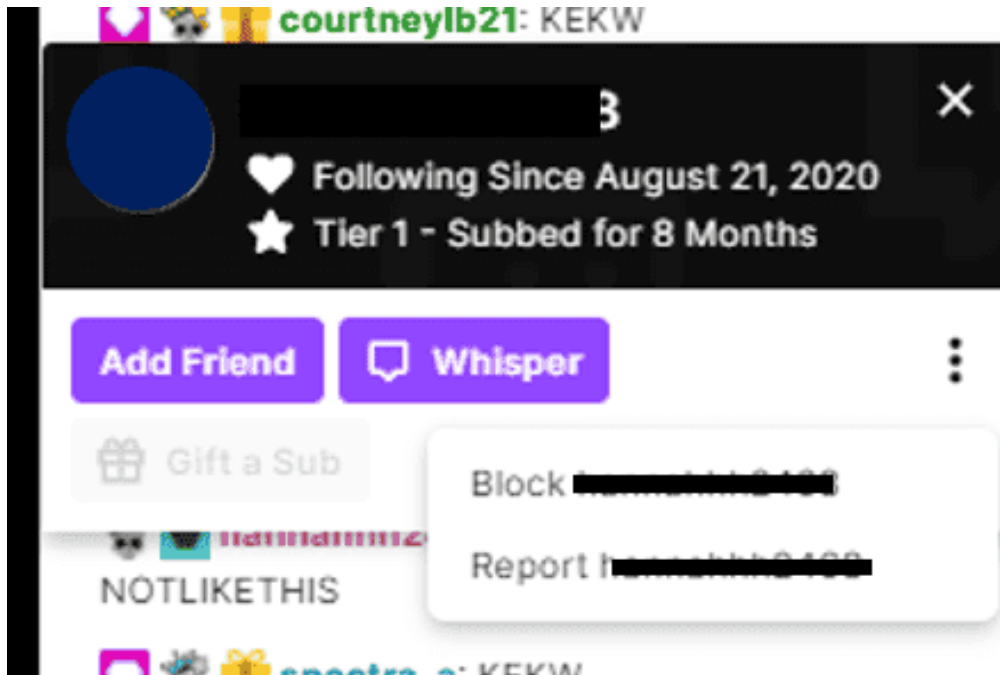 courtneylb21: KEKW
Following Since August 21, 2020
Tier 1 - Subbed for 8 Months
Add Friend
Whisper
Gift a Sub
Block
Report
NOTLIKETHIS
KEKW